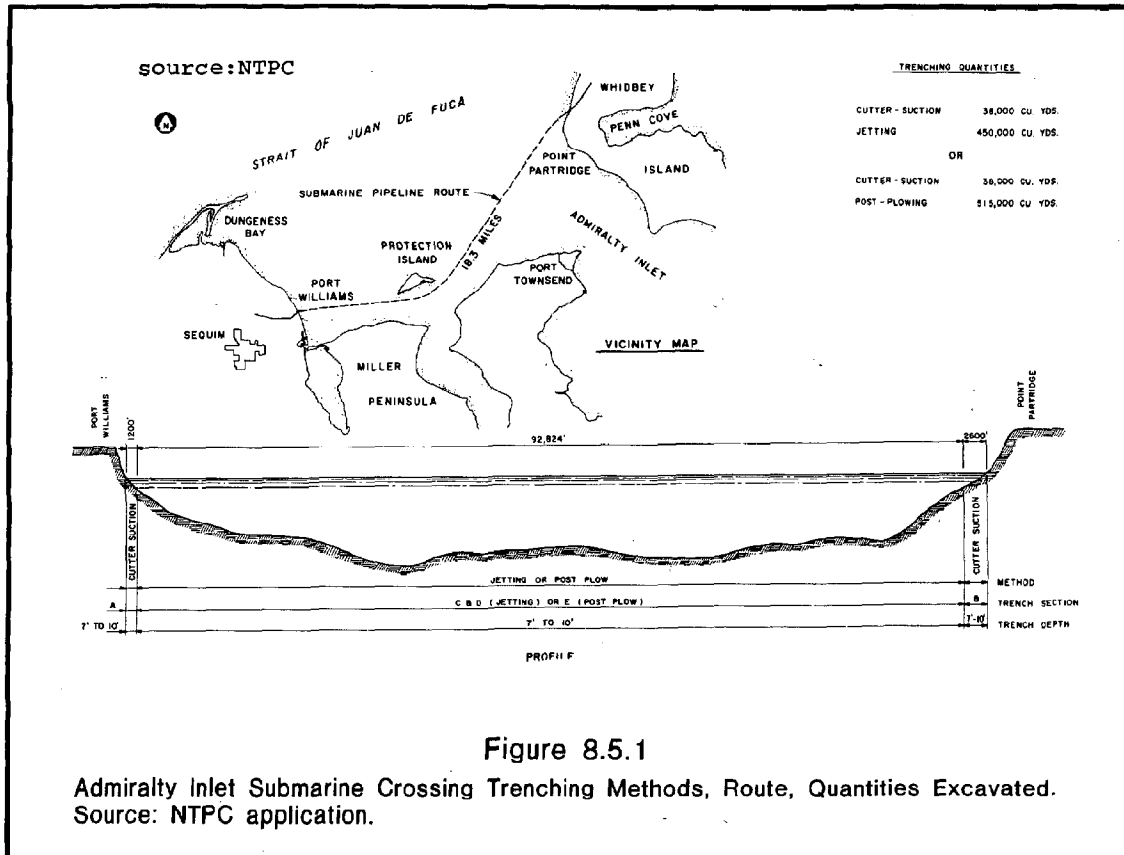 source:NTPC
N
STRAIT OF JUAN DE FUCA
WHIDBEY
PENN COVE
ISLAND
POINT
PARTRIDGE
SUBMARINE PIPELINE ROUTE
DUNGENESS
BAY
ADMIRALTY INLET
PROTECTION
ISLAND
18.3 MILES
PORT
TOWNSEND
PORT
WILLIAMS
SEQUIM
MILLER
PENINSULA
VICINITY MAP
TRENCHING QUANTITIES
CUTTER - SUCTION 38,000 CU. YDS.
JETTING 450,000 CU. YDS.
OR
CUTTER - SUCTION 38,000 CU. YDS.
POST - PLOWING 515,000 CU. YDS.
PORT
WILLIAMS
1200'
92,824'
2600'
POINT
PARTRIDGE
CUTTER SUCTION
CUTTER SUCTION
JETTING OR POST PLOW
METHOD
A
C & D (JETTING) OR E (POST PLOW)
B
TRENCH SECTION
7' TO 10'
7' TO 10'
7'-10'
TRENCH DEPTH
PROFILE
Figure 8.5.1
Admiralty Inlet Submarine Crossing Trenching Methods, Route, Quantities Excavated.
Source: NTPC application.